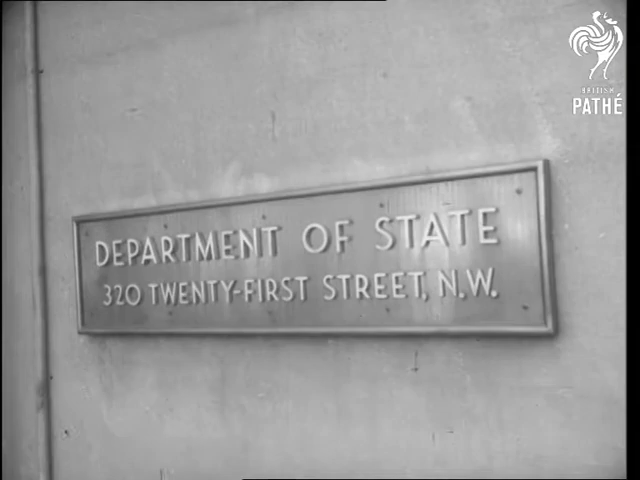 BRITISH
PATHÉ
DEPARTMENT OF STATE
320 TWENTY-FIRST STREET, N.W.